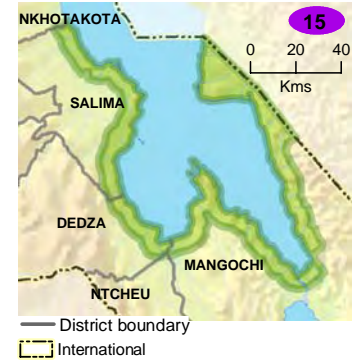 NKHOTAKOTA
15
0 20 40
Kms
SALIMA
DEDZA
MANGOCHI
NTCHEU
District boundary
International